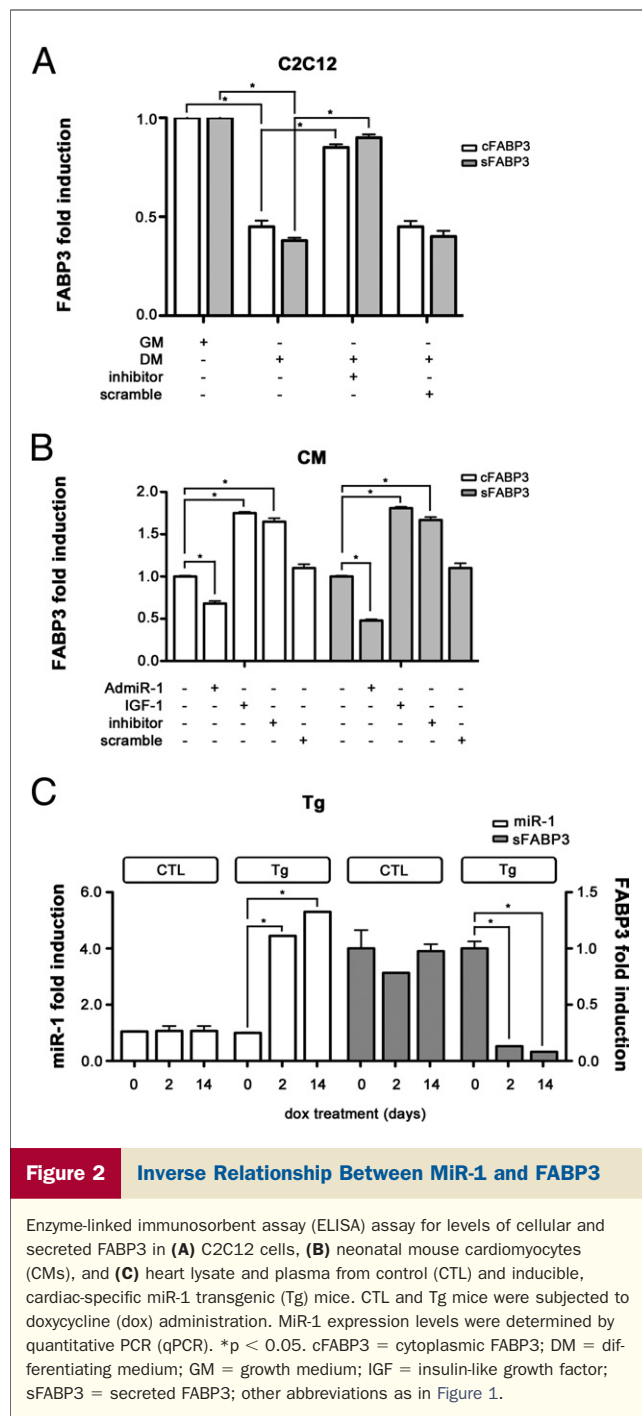 A
C2C12
* *
* *
cFABP3
sFABP3
FABP3 fold induction
1.0
0.5
0.0
GM + - - -
DM - + + +
inhibitor - - + -
scramble - - - +
B
CM
cFABP3
sFABP3
* * * * * *
FABP3 fold induction
2.0
1.5
1.0
0.5
0.0
AdmiR-1 - + - - - - + - - -
IGF-1 - - + - - - - + - -
inhibitor - - - + - - - - + -
scramble - - - - + - - - - +
C
Tg
miR-1
sFABP3
CTL Tg CTL Tg
* * * *
miR-1 fold induction
6.0
4.0
2.0
0.0
FABP3 fold induction
1.5
1.0
0.5
0.0
0 2 14 0 2 14 0 2 14 0 2 14
dox treatment (days)
Figure 2 Inverse Relationship Between MiR-1 and FABP3
Enzyme-linked immunosorbent assay (ELISA) assay for levels of cellular and
secreted FABP3 in (A) C2C12 cells, (B) neonatal mouse cardiomyocytes
(CMs), and (C) heart lysate and plasma from control (CTL) and inducible,
cardiac-specific miR-1 transgenic (Tg) mice. CTL and Tg mice were subjected to
doxycycline (dox) administration. MiR-1 expression levels were determined by
quantitative PCR (qPCR). *p < 0.05. cFABP3 = cytoplasmic FABP3; DM = dif-
ferentiating medium; GM = growth medium; IGF = insulin-like growth factor;
sFABP3 = secreted FABP3; other abbreviations as in Figure 1.